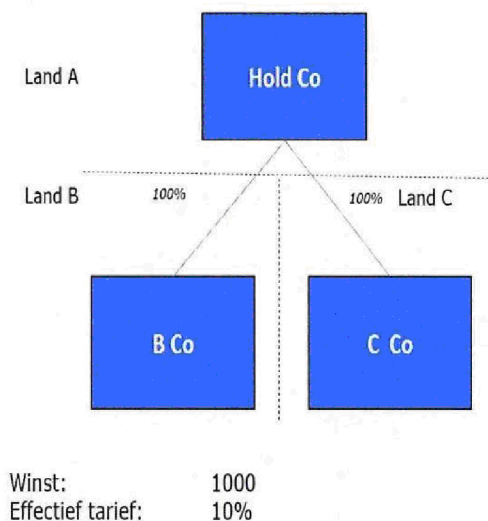 Land A
Hold Co
Land B
100%
100%
Land C
B Co
C Co
Winst: 1000
Effectief tarief: 10%